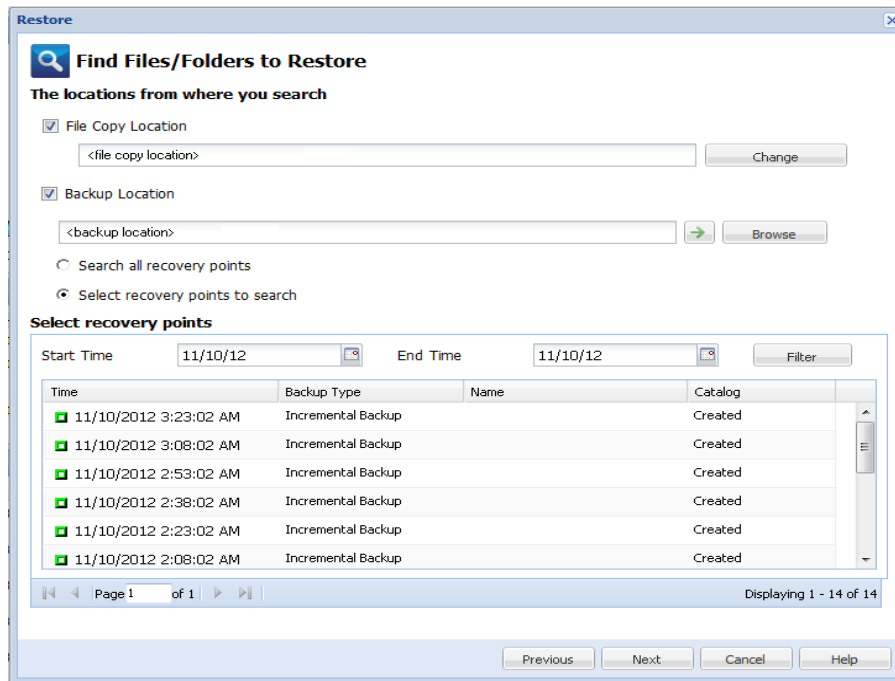 Restore
Find Files/Folders to Restore
The locations from where you search
File Copy Location
<file copy location>
Change
Backup Location
<backup location>
Browse
Search all recovery points
Select recovery points to search
Select recovery points
Start Time 11/10/12 End Time 11/10/12 Filter
Time Backup Type Name Catalog
11/10/2012 3:23:02 AM Incremental Backup Created
11/10/2012 3:08:02 AM Incremental Backup Created
11/10/2012 2:53:02 AM Incremental Backup Created
11/10/2012 2:38:02 AM Incremental Backup Created
11/10/2012 2:23:02 AM Incremental Backup Created
11/10/2012 2:08:02 AM Incremental Backup Created
Page 1 of 1 Displaying 1 - 14 of 14
Previous Next Cancel Help